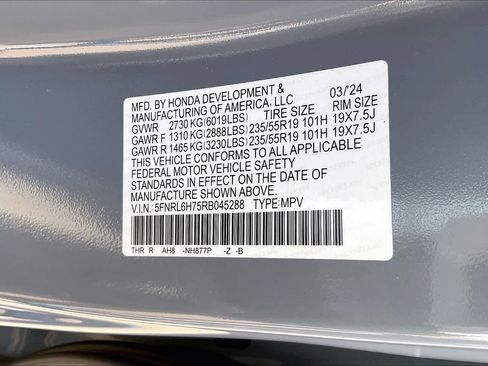 MFD. BY HONDA DEVELOPMENT &
MANUFACTURING OF AMERICA, LLC 03/'24
GVWR 2730 KG(6019LBS) TIRE SIZE RIM SIZE
GAWR F 1310 KG(2888LBS) 235/55R19 101H 19X7.5J
GAWR R 1465 KG(3230LBS) 235/55R19 101H 19X7.5J
THIS VEHICLE CONFORMS TO ALL APPLICABLE
FEDERAL MOTOR VEHICLE SAFETY
STANDARDS IN EFFECT ON THE DATE OF
MANUFACTURE SHOWN ABOVE.
V.I.N.: 5FNRL6H75RB045288 TYPE:MPV
THR R AH8 -NH877P -Z -B